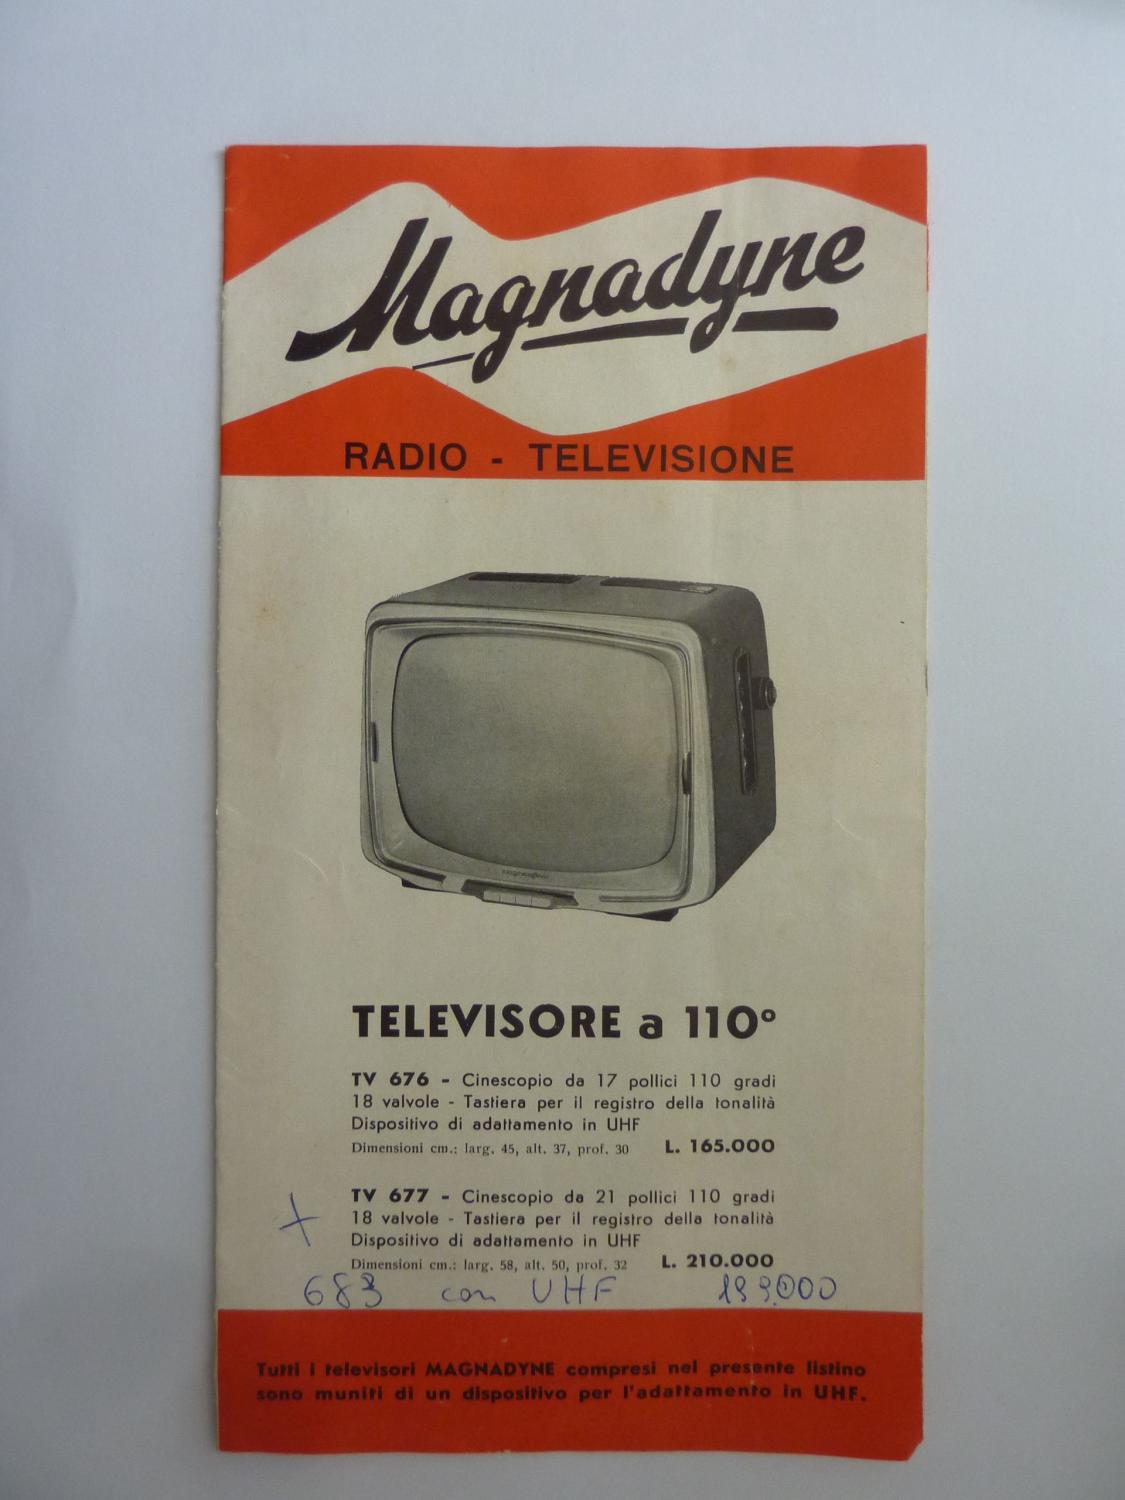 Magnadyne
RADIO - TELEVISIONE
TELEVISORE a 110°
TV 676 - Cinescopio da 17 pollici 110 gradi
18 valvole - Tastiera per il registro della tonalità
Dispositivo di adattamento in UHF
Dimensioni cm.: larg. 45, alt. 37, prof. 30 L. 165.000
TV 677 - Cinescopio da 21 pollici 110 gradi
18 valvole - Tastiera per il registro della tonalità
Dispositivo di adattamento in UHF
Dimensioni cm.: larg. 58, alt. 50, prof. 32 L. 210.000
683 con UHF
Tutti i televisori MAGNADYNE compresi nel presente listino
sono muniti di un dispositivo per l'adattamento in UHF.